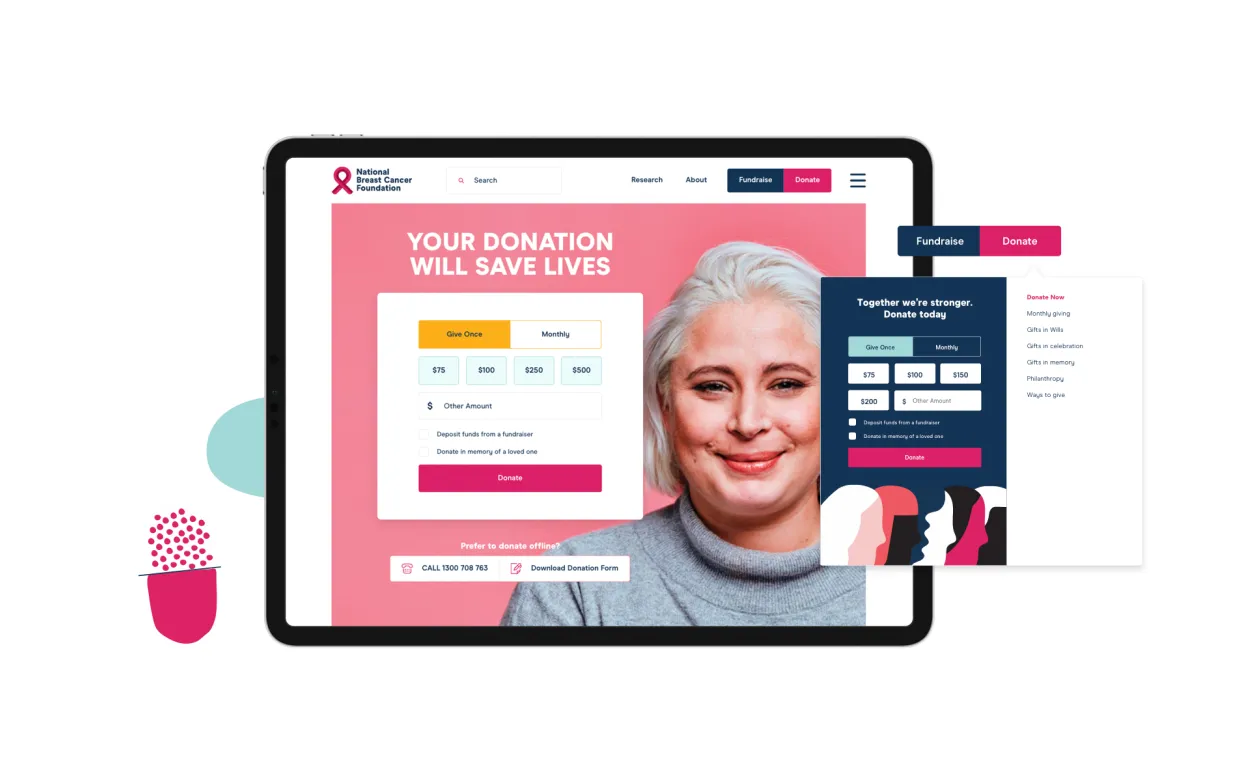 National
Breast Cancer
Foundation
Search
Research
About
Fundraise
Donate
YOUR DONATION
WILL SAVE LIVES
Give Once
Monthly
$75
$100
$250
$500
$ Other Amount
Deposit funds from a fundraiser
Donate in memory of a loved one
Donate
Prefer to donate offline?
CALL 1300 708 763
Download Donation Form
Fundraise
Donate
Together we're stronger.
Donate today
Give Once
Monthly
$75
$100
$150
$200
$ Other Amount
Deposit funds from a fundraiser
Donate in memory of a loved one
Donate
Donate Now
Monthly giving
Gifts in Wills
Gifts in celebration
Gifts in memory
Philanthropy
Ways to give